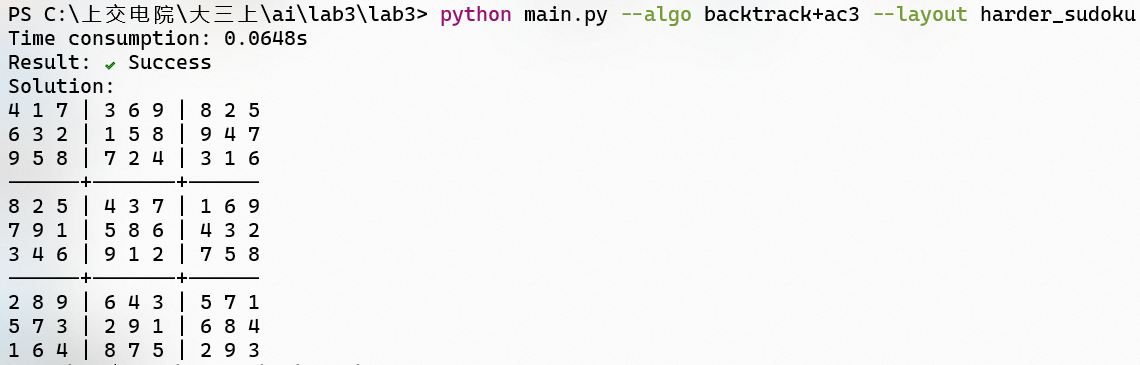 PS C:\上交电院\大三上\ai\lab3\lab3> python main.py --algo backtrack+ac3 --layout harder_sudoku
Time consumption: 0.0648s
Result: ✔ Success
Solution:
4 1 7 | 3 6 9 | 8 2 5
6 3 2 | 1 5 8 | 9 4 7
9 5 8 | 7 2 4 | 3 1 6
——————+———————+——————
8 2 5 | 4 3 7 | 1 6 9
7 9 1 | 5 8 6 | 4 3 2
3 4 6 | 9 1 2 | 7 5 8
——————+———————+——————
2 8 9 | 6 4 3 | 5 7 1
5 7 3 | 2 9 1 | 6 8 4
1 6 4 | 8 7 5 | 2 9 3